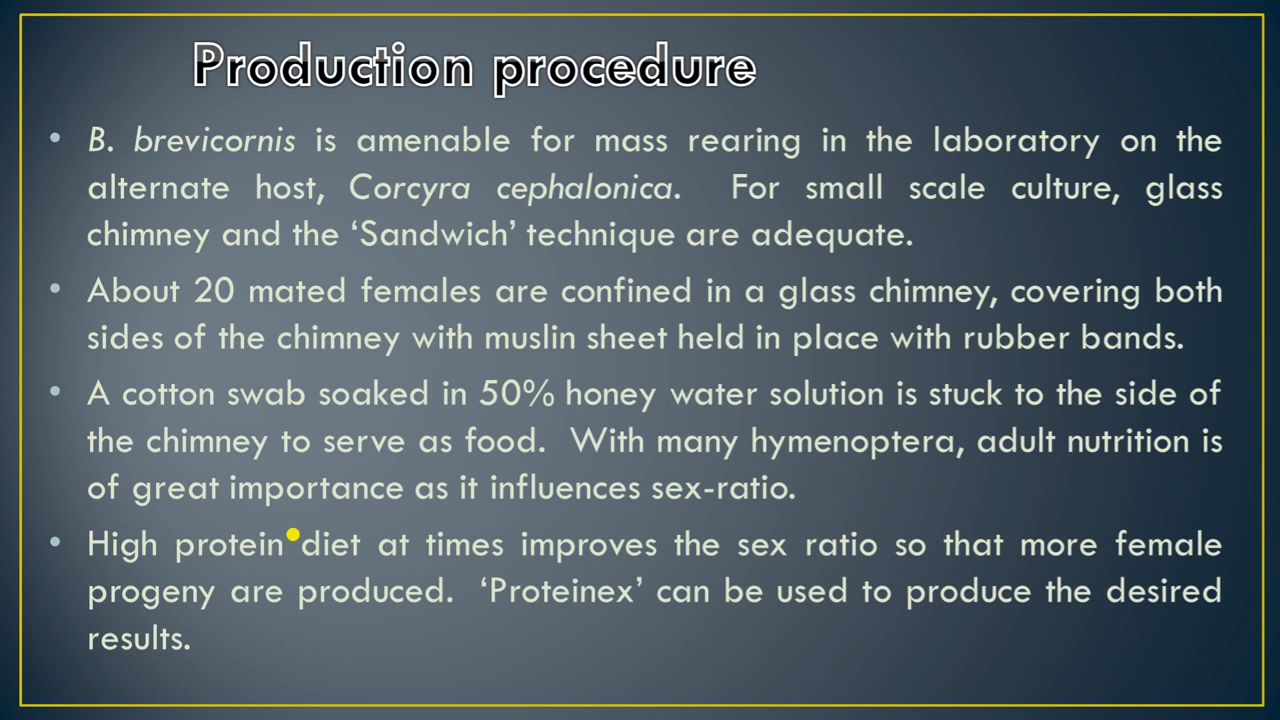 Production procedure
• B. brevicornis is amenable for mass rearing in the laboratory on the
alternate host, Corcyra cephalonica.  For small scale culture, glass
chimney and the ‘Sandwich’ technique are adequate.
• About 20 mated females are confined in a glass chimney, covering both
sides of the chimney with muslin sheet held in place with rubber bands.
• A cotton swab soaked in 50% honey water solution is stuck to the side of
the chimney to serve as food.  With many hymenoptera, adult nutrition is
of great importance as it influences sex-ratio.
• High protein diet at times improves the sex ratio so that more female
progeny are produced.  ‘Proteinex’ can be used to produce the desired
results.